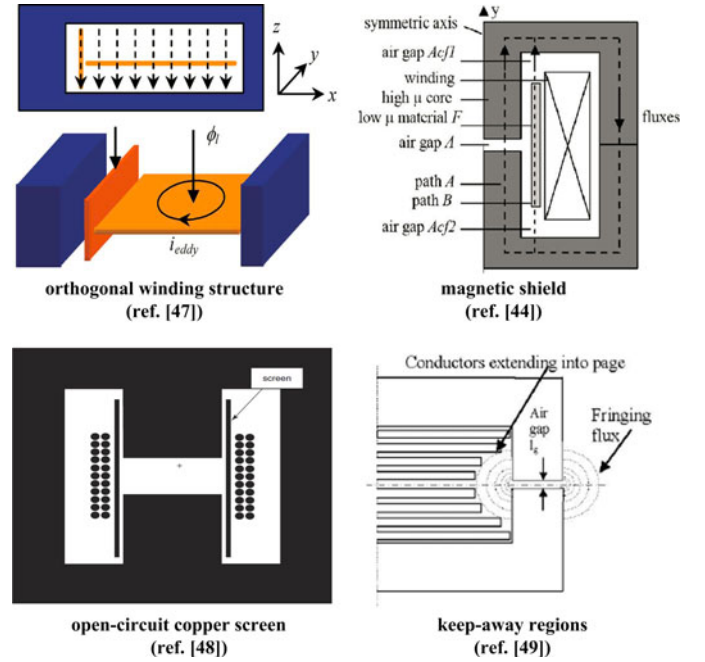 z
y
x
ϕl
ieddy
orthogonal winding structure
(ref. [47])
y
symmetric axis
air gap Acf1
winding
high μ core
low μ material F
air gap A
path A
path B
air gap Acf2
fluxes
magnetic shield
(ref. [44])
screen
open-circuit copper screen
(ref. [48])
Conductors extending into page
Air
gap
lg
Fringing
flux
keep-away regions
(ref. [49])